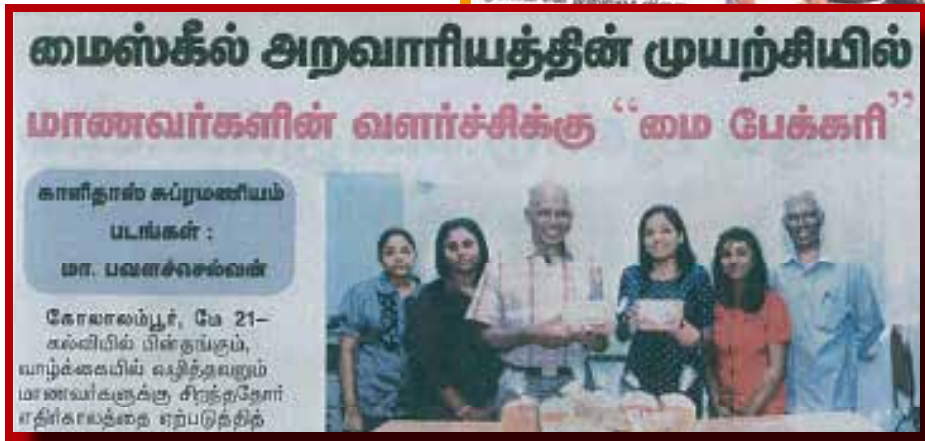 மைஸ்கீல் அறவாரியத்தின் முயற்சியில்
மாணவர்களின் வளர்ச்சிக்கு “மை பேக்கரி”
காளிதாஸ் சுப்ரமணியம்
படங்கள் :
மா. பவளச்செல்வன்
கோலாலம்பூர், மே 21–
கல்வியில் பின்தங்கும்,
வாழ்க்கையில் வழித்தவறும்
மாணவர்களுக்கு சிறந்ததோர்
எதிர்காலத்தை ஏற்படுத்தித்